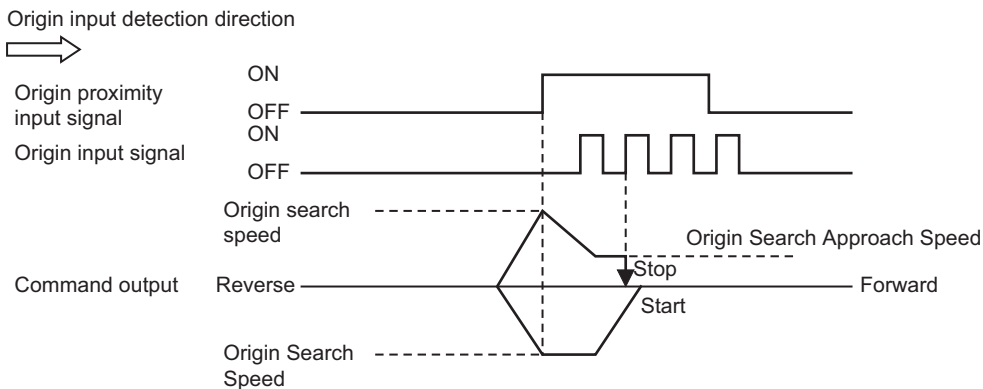 Origin input detection direction
ON
Origin proximity
input signal
OFF
ON
Origin input signal
OFF
Origin search
speed
Origin Search Approach Speed
Stop
Command output
Reverse
Forward
Start
Origin Search
Speed